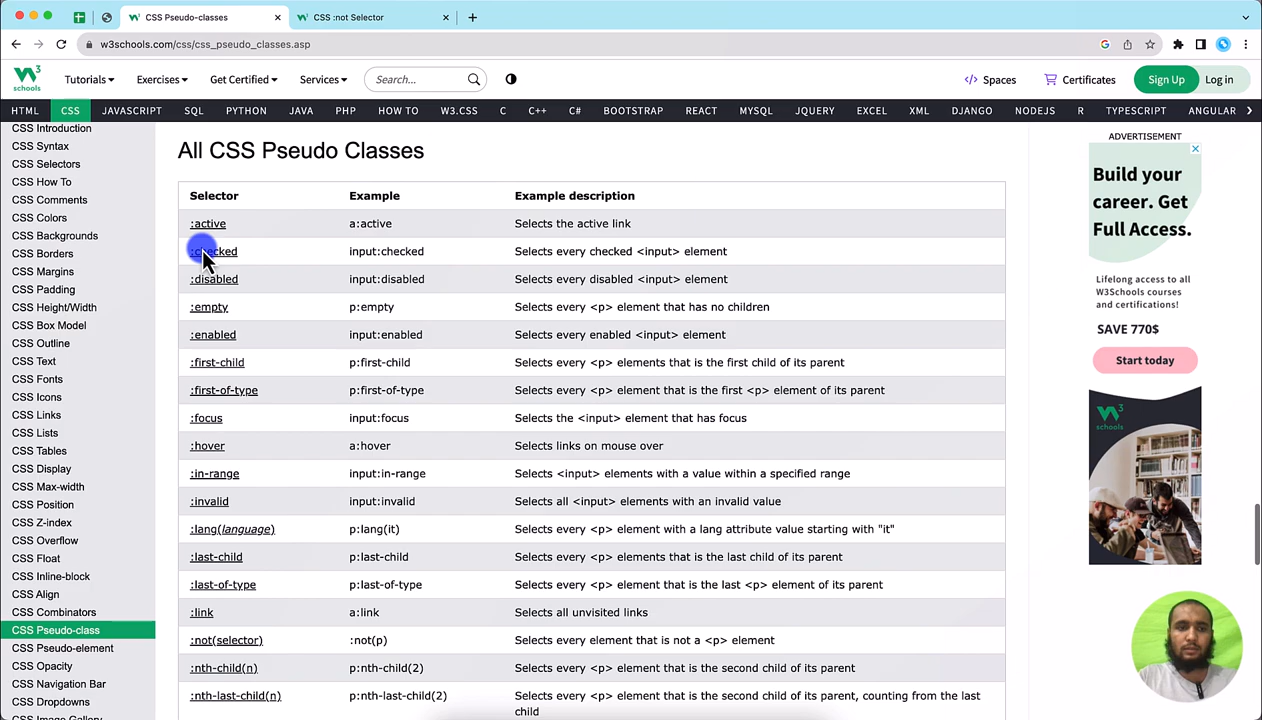 CSS Pseudo-classes
CSS :not Selector
w3schools.com/css/css_pseudo_classes.asp
3
schools
Tutorials
Exercises
Get Certified
Services
Search...
Spaces
Certificates
Sign Up
Log in
HTML CSS JAVASCRIPT SQL PYTHON JAVA PHP HOW TO W3.CSS C C++ C# BOOTSTRAP REACT MYSQL JQUERY EXCEL XML DJANGO NODEJS R TYPESCRIPT ANGULAR
CSS Introduction
CSS Syntax
CSS Selectors
CSS How To
CSS Comments
CSS Colors
CSS Backgrounds
CSS Borders
CSS Margins
CSS Padding
CSS Height/Width
CSS Box Model
CSS Outline
CSS Text
CSS Fonts
CSS Icons
CSS Links
CSS Lists
CSS Tables
CSS Display
CSS Max-width
CSS Position
CSS Z-index
CSS Overflow
CSS Float
CSS Inline-block
CSS Align
CSS Combinators
CSS Pseudo-class
CSS Pseudo-element
CSS Opacity
CSS Navigation Bar
CSS Dropdowns
CSS Image Gallery
All CSS Pseudo Classes
Selector Example Example description
:active a:active Selects the active link
:checked input:checked Selects every checked <input> element
:disabled input:disabled Selects every disabled <input> element
:empty p:empty Selects every <p> element that has no children
:enabled input:enabled Selects every enabled <input> element
:first-child p:first-child Selects every <p> elements that is the first child of its parent
:first-of-type p:first-of-type Selects every <p> element that is the first <p> element of its parent
:focus input:focus Selects the <input> element that has focus
:hover a:hover Selects links on mouse over
:in-range input:in-range Selects <input> elements with a value within a specified range
:invalid input:invalid Selects all <input> elements with an invalid value
:lang(language) p:lang(it) Selects every <p> element with a lang attribute value starting with "it"
:last-child p:last-child Selects every <p> elements that is the last child of its parent
:last-of-type p:last-of-type Selects every <p> element that is the last <p> element of its parent
:link a:link Selects all unvisited links
:not(selector) :not(p) Selects every element that is not a <p> element
:nth-child(n) p:nth-child(2) Selects every <p> element that is the second child of its parent
:nth-last-child(n) p:nth-last-child(2) Selects every <p> element that is the second child of its parent, counting from the last
child
ADVERTISEMENT
Build your
career. Get
Full Access.
Lifelong access to all
W3Schools courses
and certifications!
SAVE 770$
Start today
3
schools